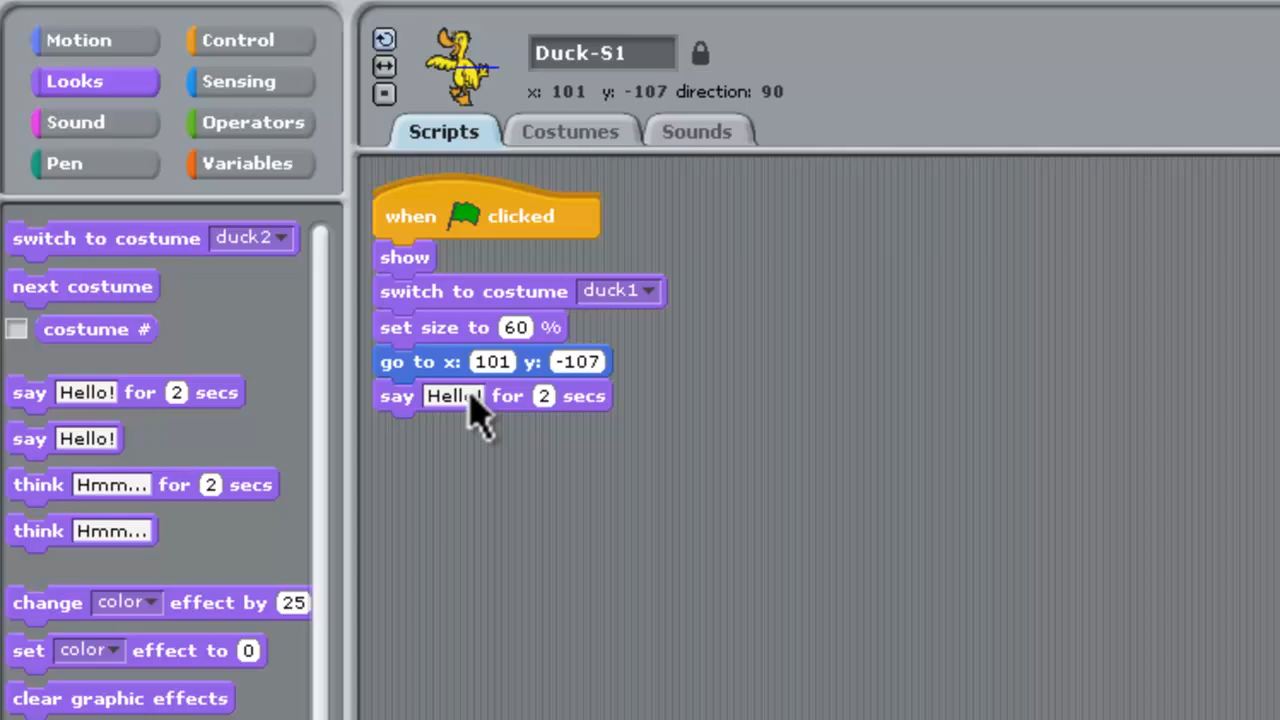 Motion
Control
Looks
Sensing
Sound
Operators
Pen
Variables
switch to costume duck2
next costume
costume #
say Hello! for 2 secs
say Hello!
think Hmm... for 2 secs
think Hmm...
change color effect by 25
set color effect to 0
clear graphic effects
Duck-S1
x: 101 y: -107 direction: 90
Scripts Costumes Sounds
when clicked
show
switch to costume duck1
set size to 60 %
go to x: 101 y: -107
say Hello! for 2 secs